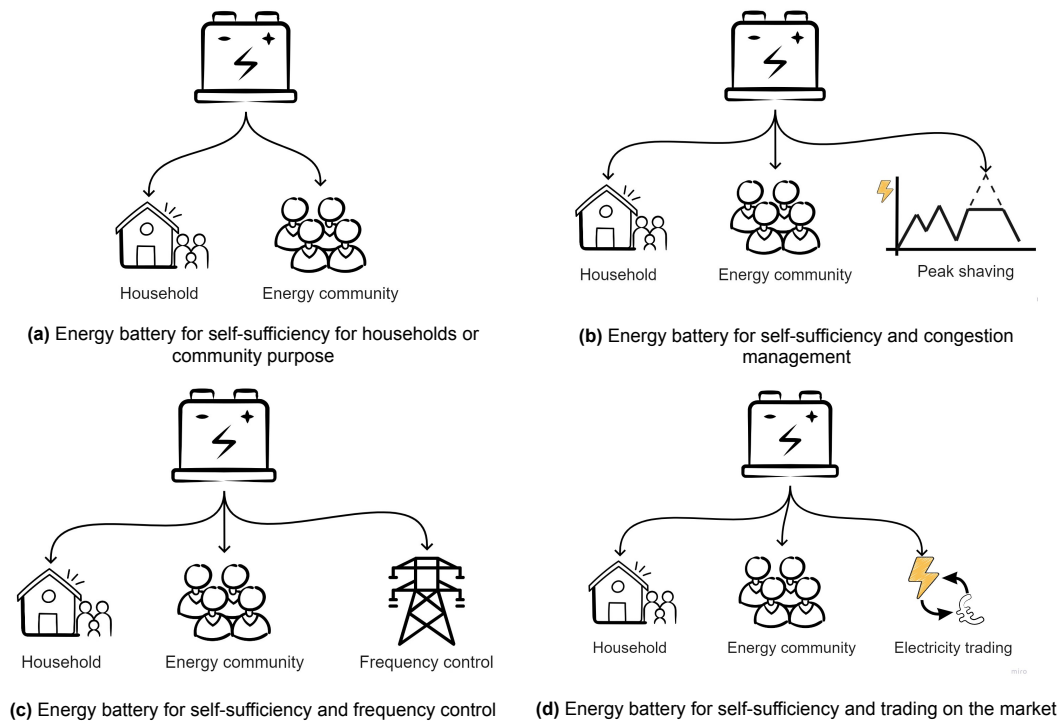 Household
Energy community
(a) Energy battery for self-sufficiency for households or
community purpose
Household
Energy community
Peak shaving
(b) Energy battery for self-sufficiency and congestion
management
Household
Energy community
Frequency control
(c) Energy battery for self-sufficiency and frequency control
Household
Energy community
Electricity trading
miro
(d) Energy battery for self-sufficiency and trading on the market